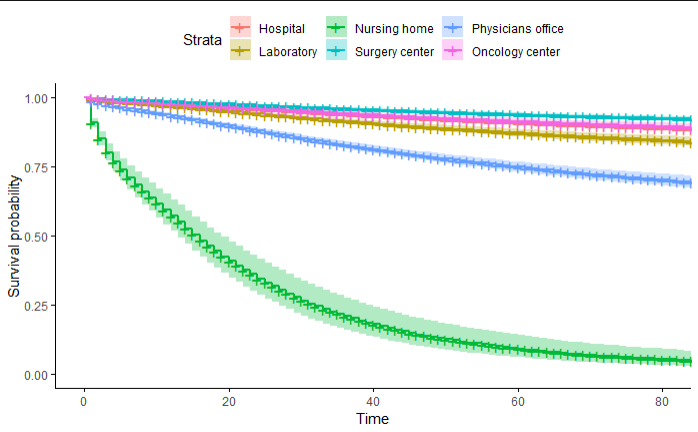 Strata Hospital Nursing home Physicians office
Laboratory Surgery center Oncology center
1.00
0.75
0.50
0.25
0.00
Survival probability
0 20 40 60 80
Time